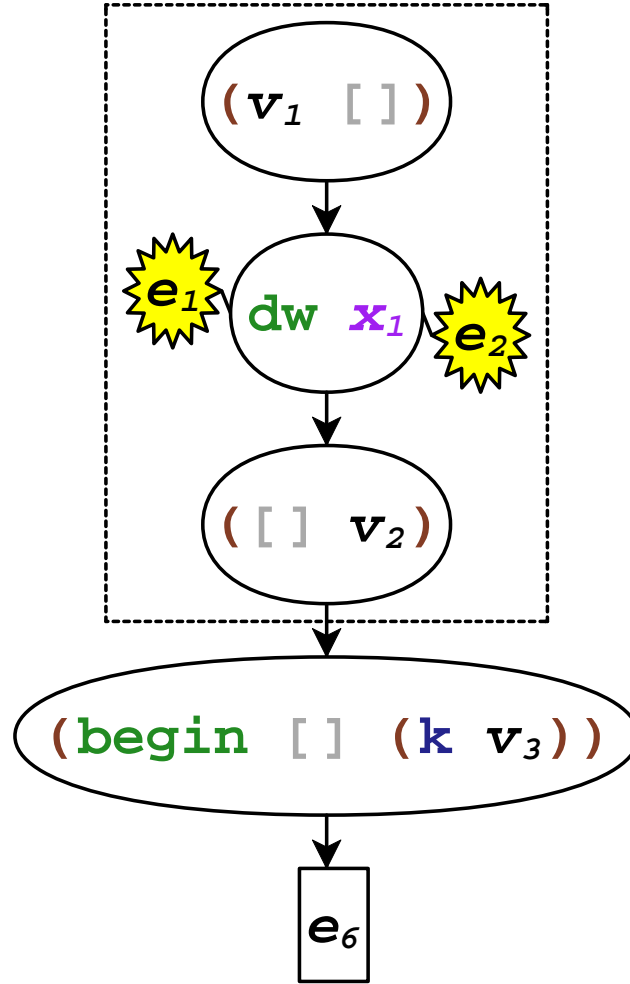 (v₁ [])
e₁
dw x₁
e₂
([] v₂)
(begin [] (k v₃))
e₆